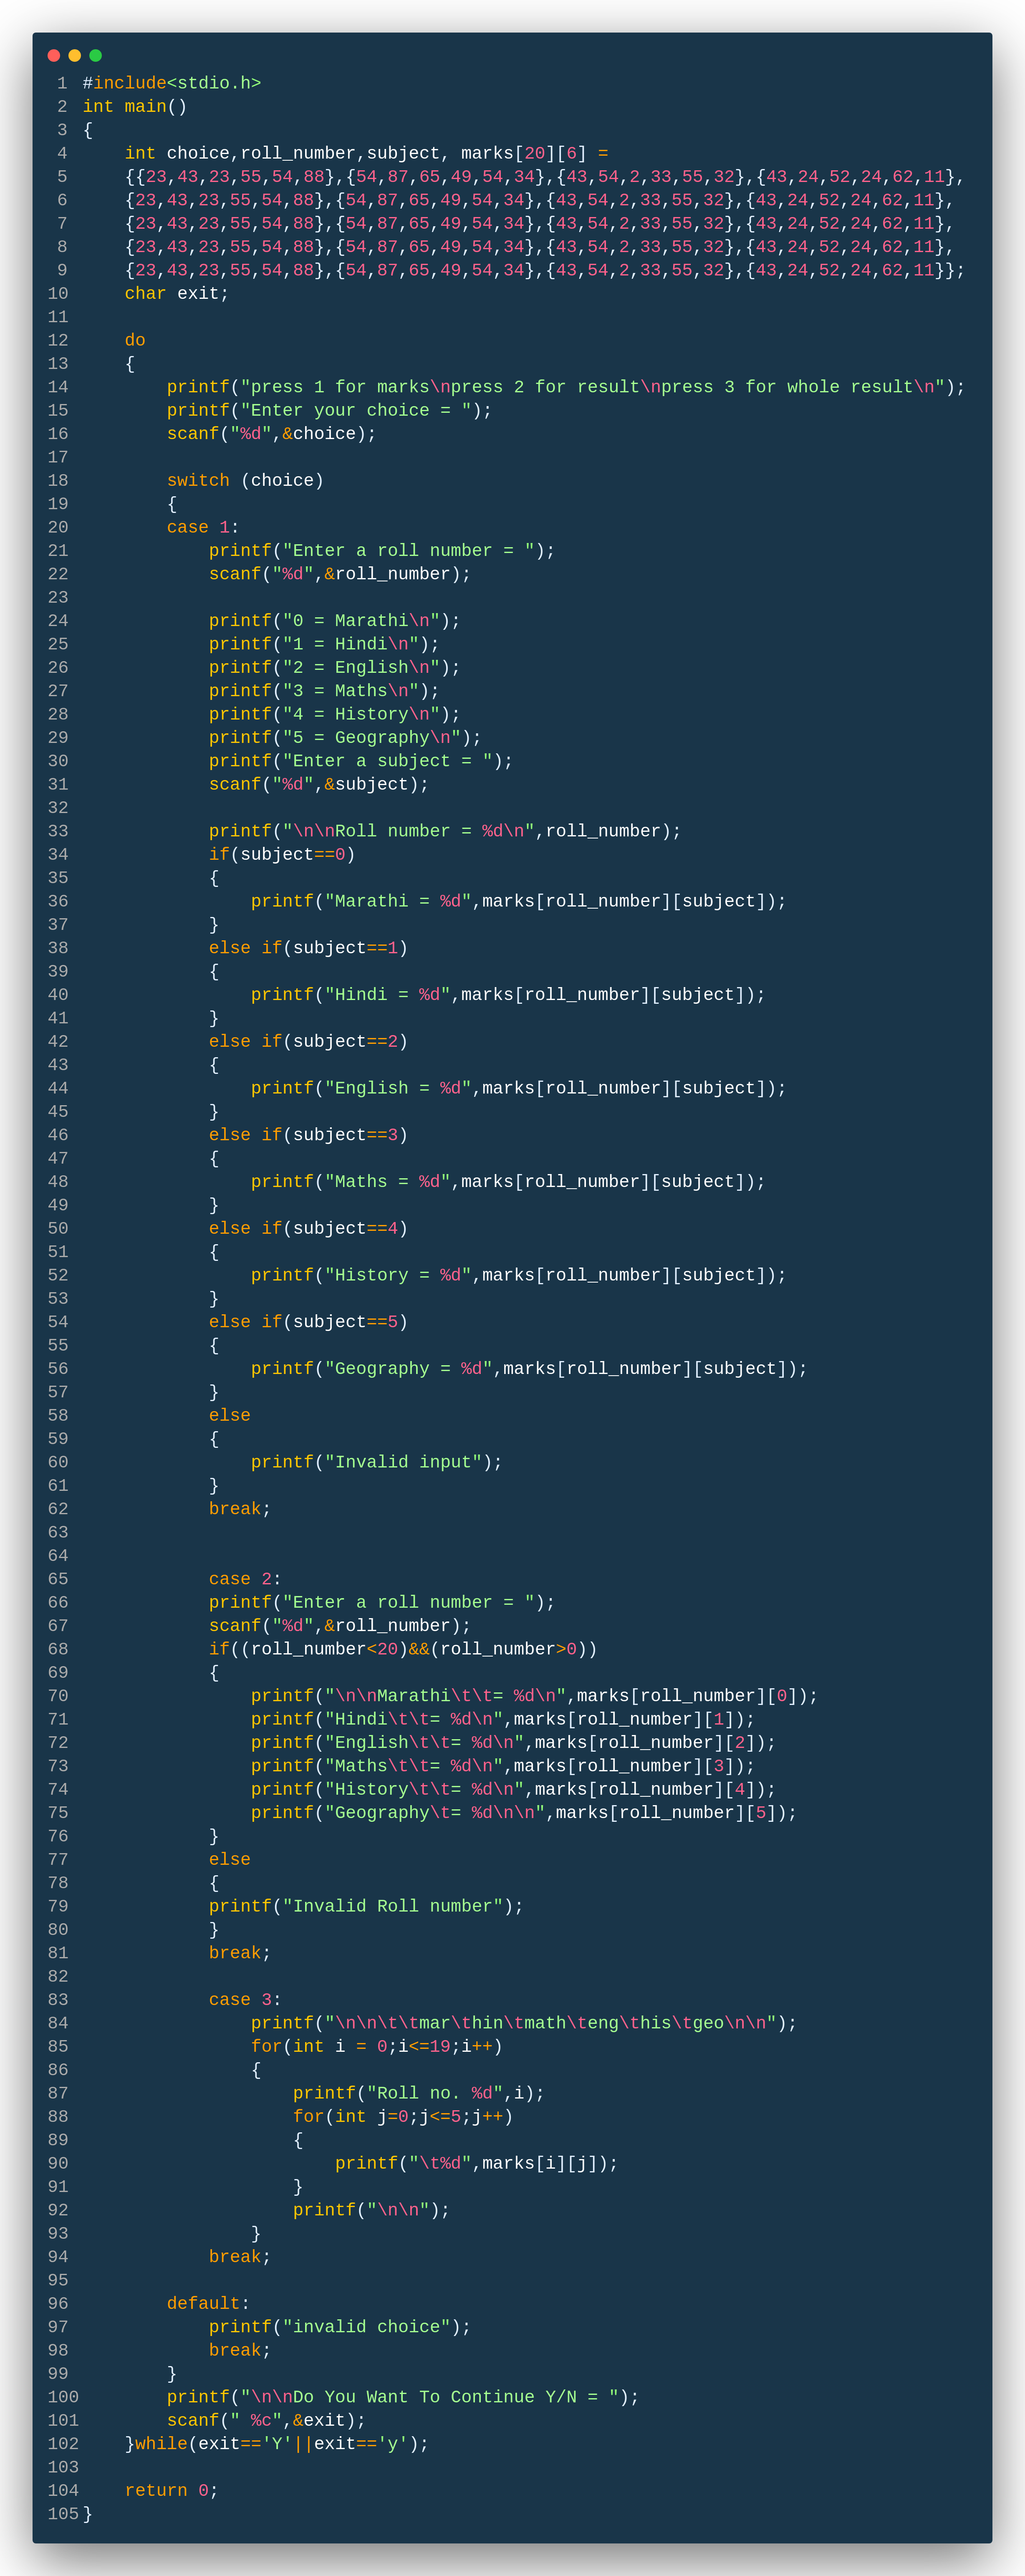 1 #include<stdio.h>
2 int main()
3 {
4     int choice,roll_number,subject, marks[20][6] =
5     {{23,43,23,55,54,88},{54,87,65,49,54,34},{43,54,2,33,55,32},{43,24,52,24,62,11},
6     {23,43,23,55,54,88},{54,87,65,49,54,34},{43,54,2,33,55,32},{43,24,52,24,62,11},
7     {23,43,23,55,54,88},{54,87,65,49,54,34},{43,54,2,33,55,32},{43,24,52,24,62,11},
8     {23,43,23,55,54,88},{54,87,65,49,54,34},{43,54,2,33,55,32},{43,24,52,24,62,11},
9     {23,43,23,55,54,88},{54,87,65,49,54,34},{43,54,2,33,55,32},{43,24,52,24,62,11}};
10     char exit;
11
12     do
13     {
14         printf("press 1 for marks\npress 2 for result\npress 3 for whole result\n");
15         printf("Enter your choice = ");
16         scanf("%d",&choice);
17
18         switch (choice)
19         {
20         case 1:
21             printf("Enter a roll number = ");
22             scanf("%d",&roll_number);
23
24             printf("0 = Marathi\n");
25             printf("1 = Hindi\n");
26             printf("2 = English\n");
27             printf("3 = Maths\n");
28             printf("4 = History\n");
29             printf("5 = Geography\n");
30             printf("Enter a subject = ");
31             scanf("%d",&subject);
32
33             printf("\n\nRoll number = %d\n",roll_number);
34             if(subject==0)
35             {
36                 printf("Marathi = %d",marks[roll_number][subject]);
37             }
38             else if(subject==1)
39             {
40                 printf("Hindi = %d",marks[roll_number][subject]);
41             }
42             else if(subject==2)
43             {
44                 printf("English = %d",marks[roll_number][subject]);
45             }
46             else if(subject==3)
47             {
48                 printf("Maths = %d",marks[roll_number][subject]);
49             }
50             else if(subject==4)
51             {
52                 printf("History = %d",marks[roll_number][subject]);
53             }
54             else if(subject==5)
55             {
56                 printf("Geography = %d",marks[roll_number][subject]);
57             }
58             else
59             {
60                 printf("Invalid input");
61             }
62             break;
63
64
65             case 2:
66             printf("Enter a roll number = ");
67             scanf("%d",&roll_number);
68             if((roll_number<20)&&(roll_number>0))
69             {
70                 printf("\n\nMarathi\t\t= %d\n",marks[roll_number][0]);
71                 printf("Hindi\t\t= %d\n",marks[roll_number][1]);
72                 printf("English\t\t= %d\n",marks[roll_number][2]);
73                 printf("Maths\t\t= %d\n",marks[roll_number][3]);
74                 printf("History\t\t= %d\n",marks[roll_number][4]);
75                 printf("Geography\t= %d\n\n",marks[roll_number][5]);
76             }
77             else
78             {
79             printf("Invalid Roll number");
80             }
81             break;
82
83             case 3:
84                 printf("\n\n\t\tmar\thin\tmath\teng\this\tgeo\n\n");
85                 for(int i = 0;i<=19;i++)
86                 {
87                     printf("Roll no. %d",i);
88                     for(int j=0;j<=5;j++)
89                     {
90                         printf("\t%d",marks[i][j]);
91                     }
92                     printf("\n\n");
93                 }
94             break;
95
96         default:
97             printf("invalid choice");
98             break;
99         }
100         printf("\n\nDo You Want To Continue Y/N = ");
101         scanf(" %c",&exit);
102     }while(exit=='Y'||exit=='y');
103
104     return 0;
105 }